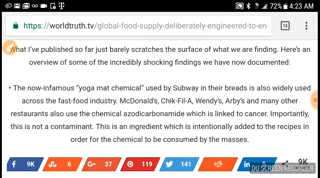 72% 4:23 AM
https://worldtruth.tv/global-food-supply-deliberately-engineered-to-en
15
What I've published so far just barely scratches the surface of what we are finding. Here's an
overview of some of the incredibly shocking findings we have now documented:
• The now-infamous "yoga mat chemical" used by Subway in their breads is also widely used
across the fast-food industry. McDonald's, Chik-Fil-A, Wendy's, Arby's and many other
restaurants also use the chemical azodicarbonamide which is linked to cancer. Importantly,
this is not a contaminant. This is an ingredient which is intentionally added to the recipes in
order for the chemical to be consumed by the masses.
9K 6 37 119 141 9K
DU SCREEN RECORDER